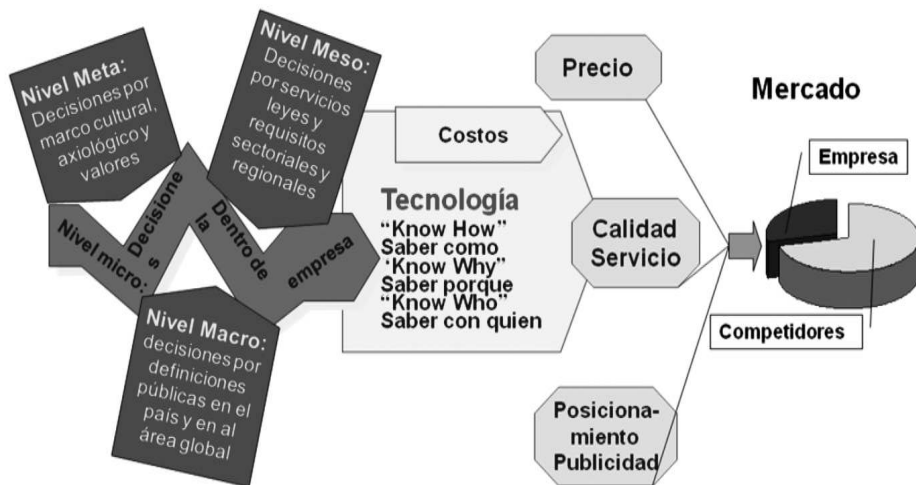 Nivel Meta:
Decisiones por
marco cultural,
axiológico y
valores
Nivel Meso:
Decisiones
por servicios
leyes y
requisitos
sectoriales y
regionales
Nivel micro:
Decisione
s
Dentro de
la
empresa
Nivel Macro:
decisiones por
definiciones
públicas en el
país y en al
área global
Costos
Tecnología
“Know How”
Saber como
‘Know Why”
Saber porque
“Know Who”
Saber con quien
Precio
Calidad
Servicio
Posiciona-
miento
Publicidad
Mercado
Empresa
Competidores